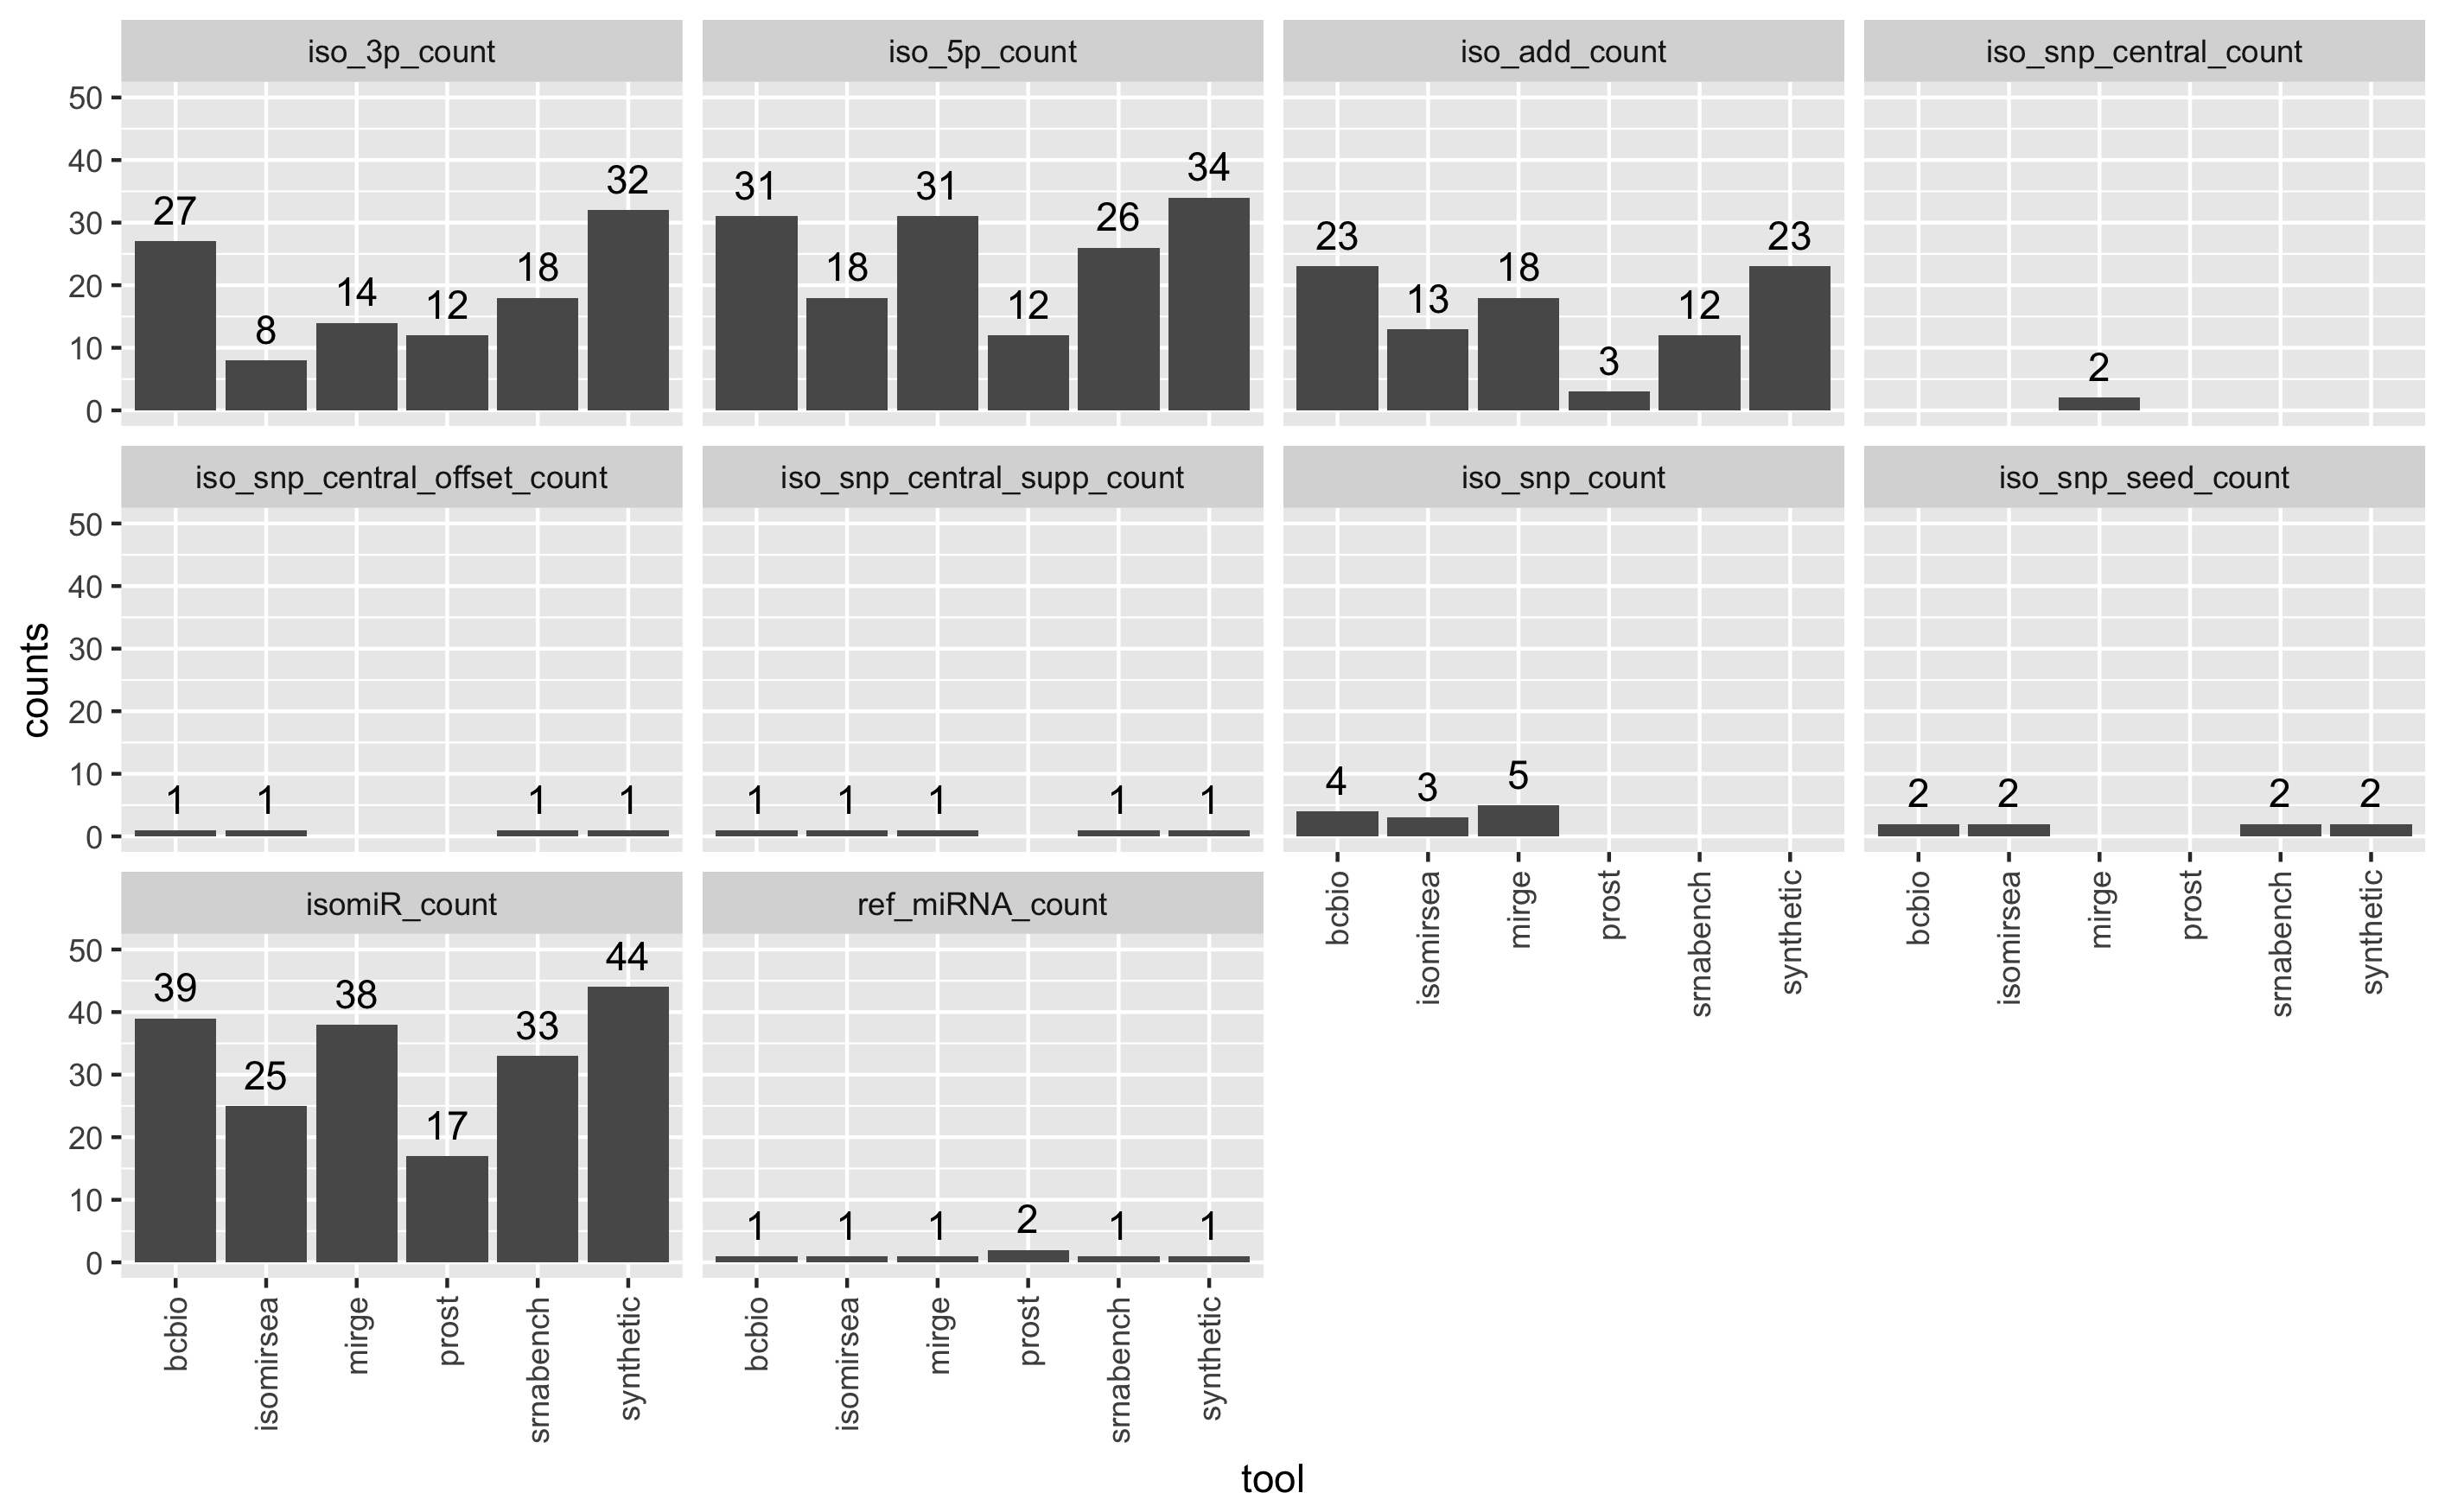 iso_3p_count iso_5p_count iso_add_count iso_snp_central_count
50
40
30
20
10
0
27 8 14 12 18 32
31 18 31 12 26 34
23 13 18 3 12 23
2
iso_snp_central_offset_count iso_snp_central_supp_count iso_snp_count iso_snp_seed_count
50
40
30
20
10
0
1 1 1 1
1 1 1 1 1
4 3 5
2 2 2 2
bcbio isomirsea mirge prost srnabench synthetic
bcbio isomirsea mirge prost srnabench synthetic
isomiR_count ref_miRNA_count
50
40
30
20
10
0
39 25 38 17 33 44
1 1 1 2 1 1
bcbio isomirsea mirge prost srnabench synthetic
bcbio isomirsea mirge prost srnabench synthetic
counts
tool